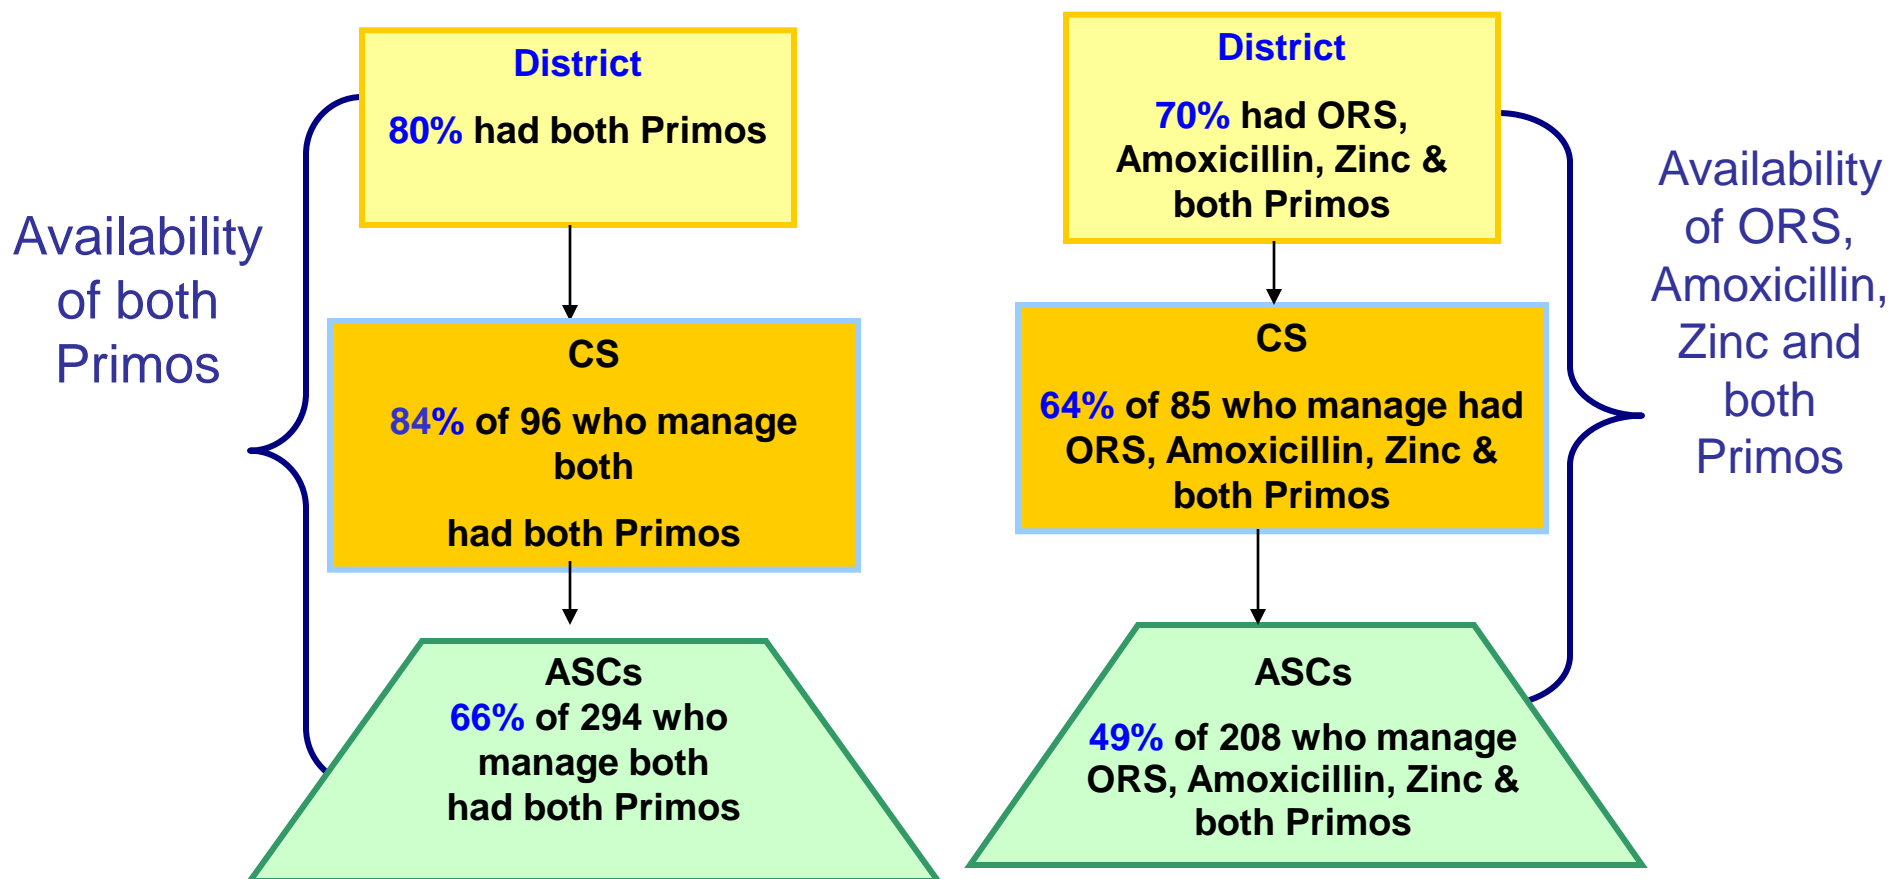 Availability
of both
Primos
District
80% had both Primos
CS
84% of 96 who manage
both
had both Primos
ASCs
66% of 294 who
manage both
had both Primos
District
70% had ORS,
Amoxicillin, Zinc &
both Primos
CS
64% of 85 who manage had
ORS, Amoxicillin, Zinc &
both Primos
ASCs
49% of 208 who manage
ORS, Amoxicillin, Zinc &
both Primos
Availability
of ORS,
Amoxicillin,
Zinc and
both
Primos